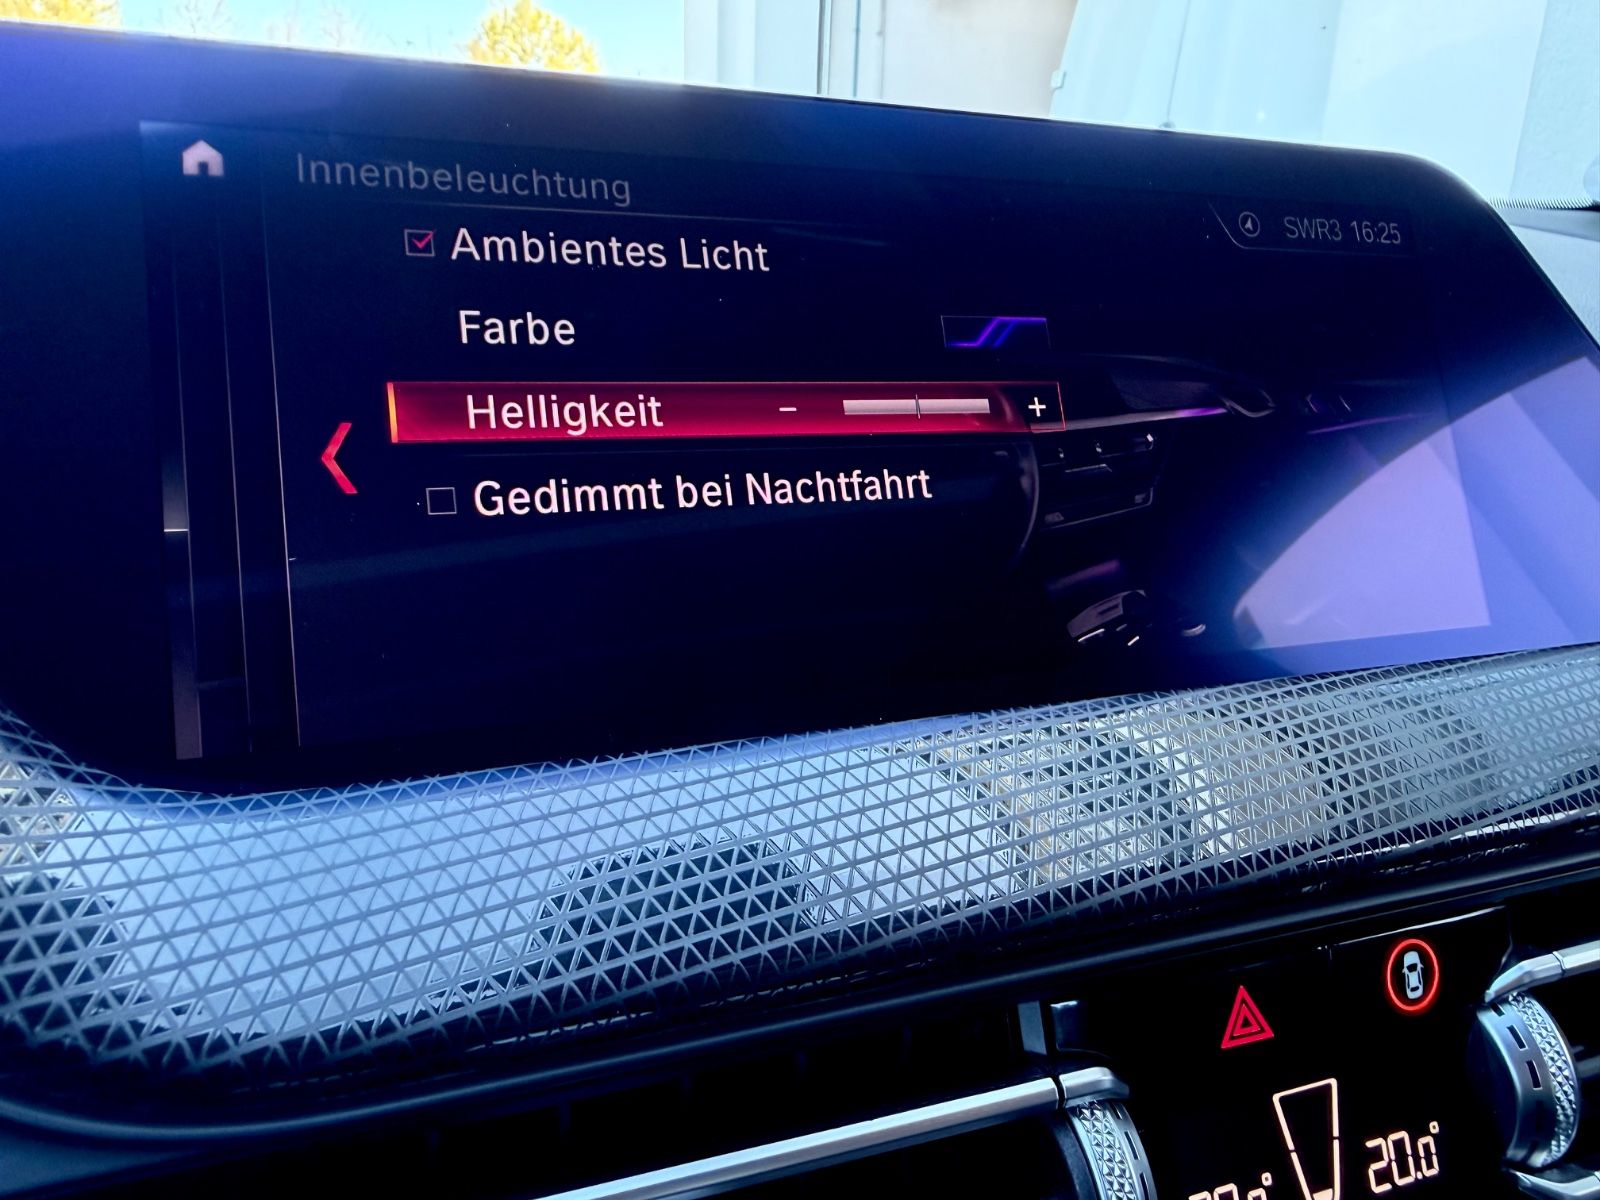 Innenbeleuchtung
SWR3 16:25
Ambientes Licht
Farbe
Helligkeit - +
Gedimmt bei Nachtfahrt
20.0°